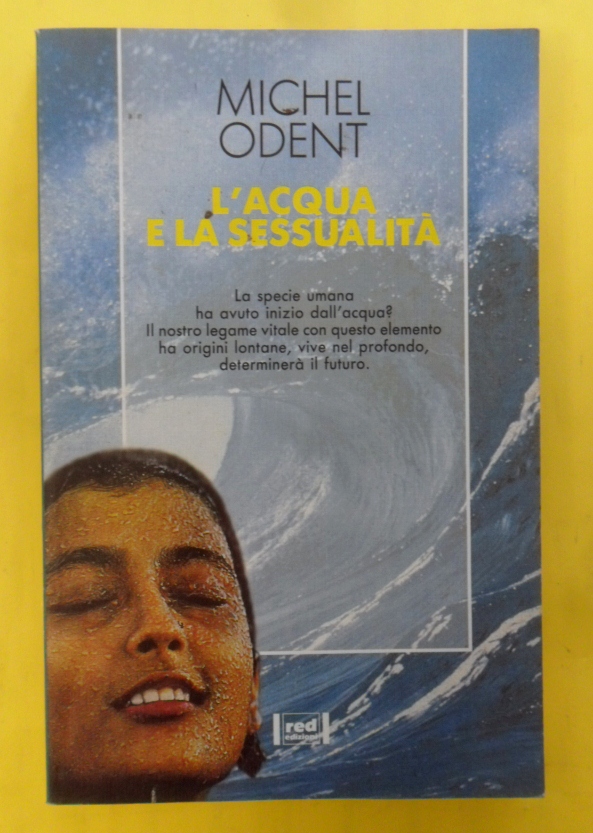 MICHEL
ODENT
L'ACQUA
E LA SESSUALITÀ
La specie umana
ha avuto inizio dall'acqua?
Il nostro legame vitale con questo elemento
ha origini lontane, vive nel profondo,
determinerà il futuro.
red
edizioni